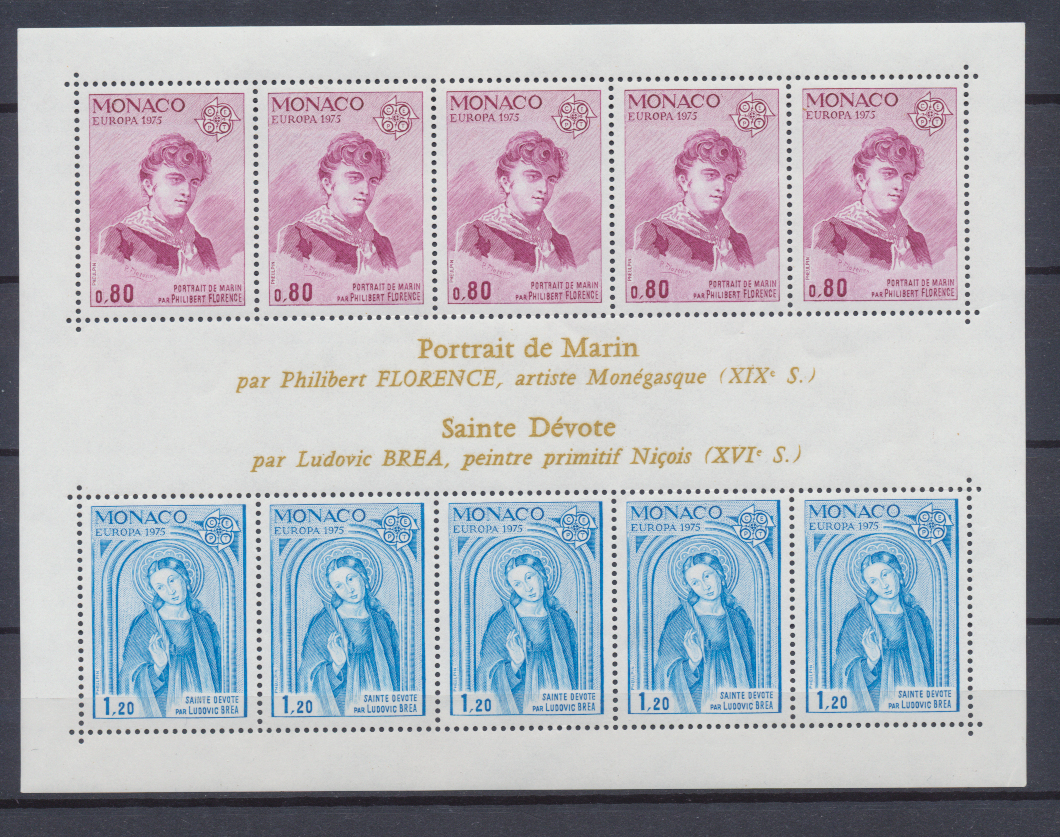 MONACO MONACO MONACO MONACO MONACO
EUROPA 1975 EUROPA 1975 EUROPA 1975 EUROPA 1975 EUROPA 1975
0,80 0,80 0,80 0,80 0,80
PORTRAIT DE MARIN PORTRAIT DE MARIN PORTRAIT DE MARIN PORTRAIT DE MARIN PORTRAIT DE MARIN
PAR PHILIBERT FLORENCE PAR PHILIBERT FLORENCE PAR PHILIBERT FLORENCE PAR PHILIBERT FLORENCE PAR PHILIBERT FLORENCE
Portrait de Marin
par Philibert FLORENCE, artiste Monégasque (XIXe S.)
Sainte Dévote
par Ludovic BREA, peintre primitif Niçois (XVIe S.)
MONACO MONACO MONACO MONACO MONACO
EUROPA 1975 EUROPA 1975 EUROPA 1975 EUROPA 1975 EUROPA 1975
1,20 1,20 1,20 1,20 1,20
SAINTE DEVOTE SAINTE DEVOTE SAINTE DEVOTE SAINTE DEVOTE SAINTE DEVOTE
PAR LUDOVIC BREA PAR LUDOVIC BREA PAR LUDOVIC BREA PAR LUDOVIC BREA PAR LUDOVIC BREA